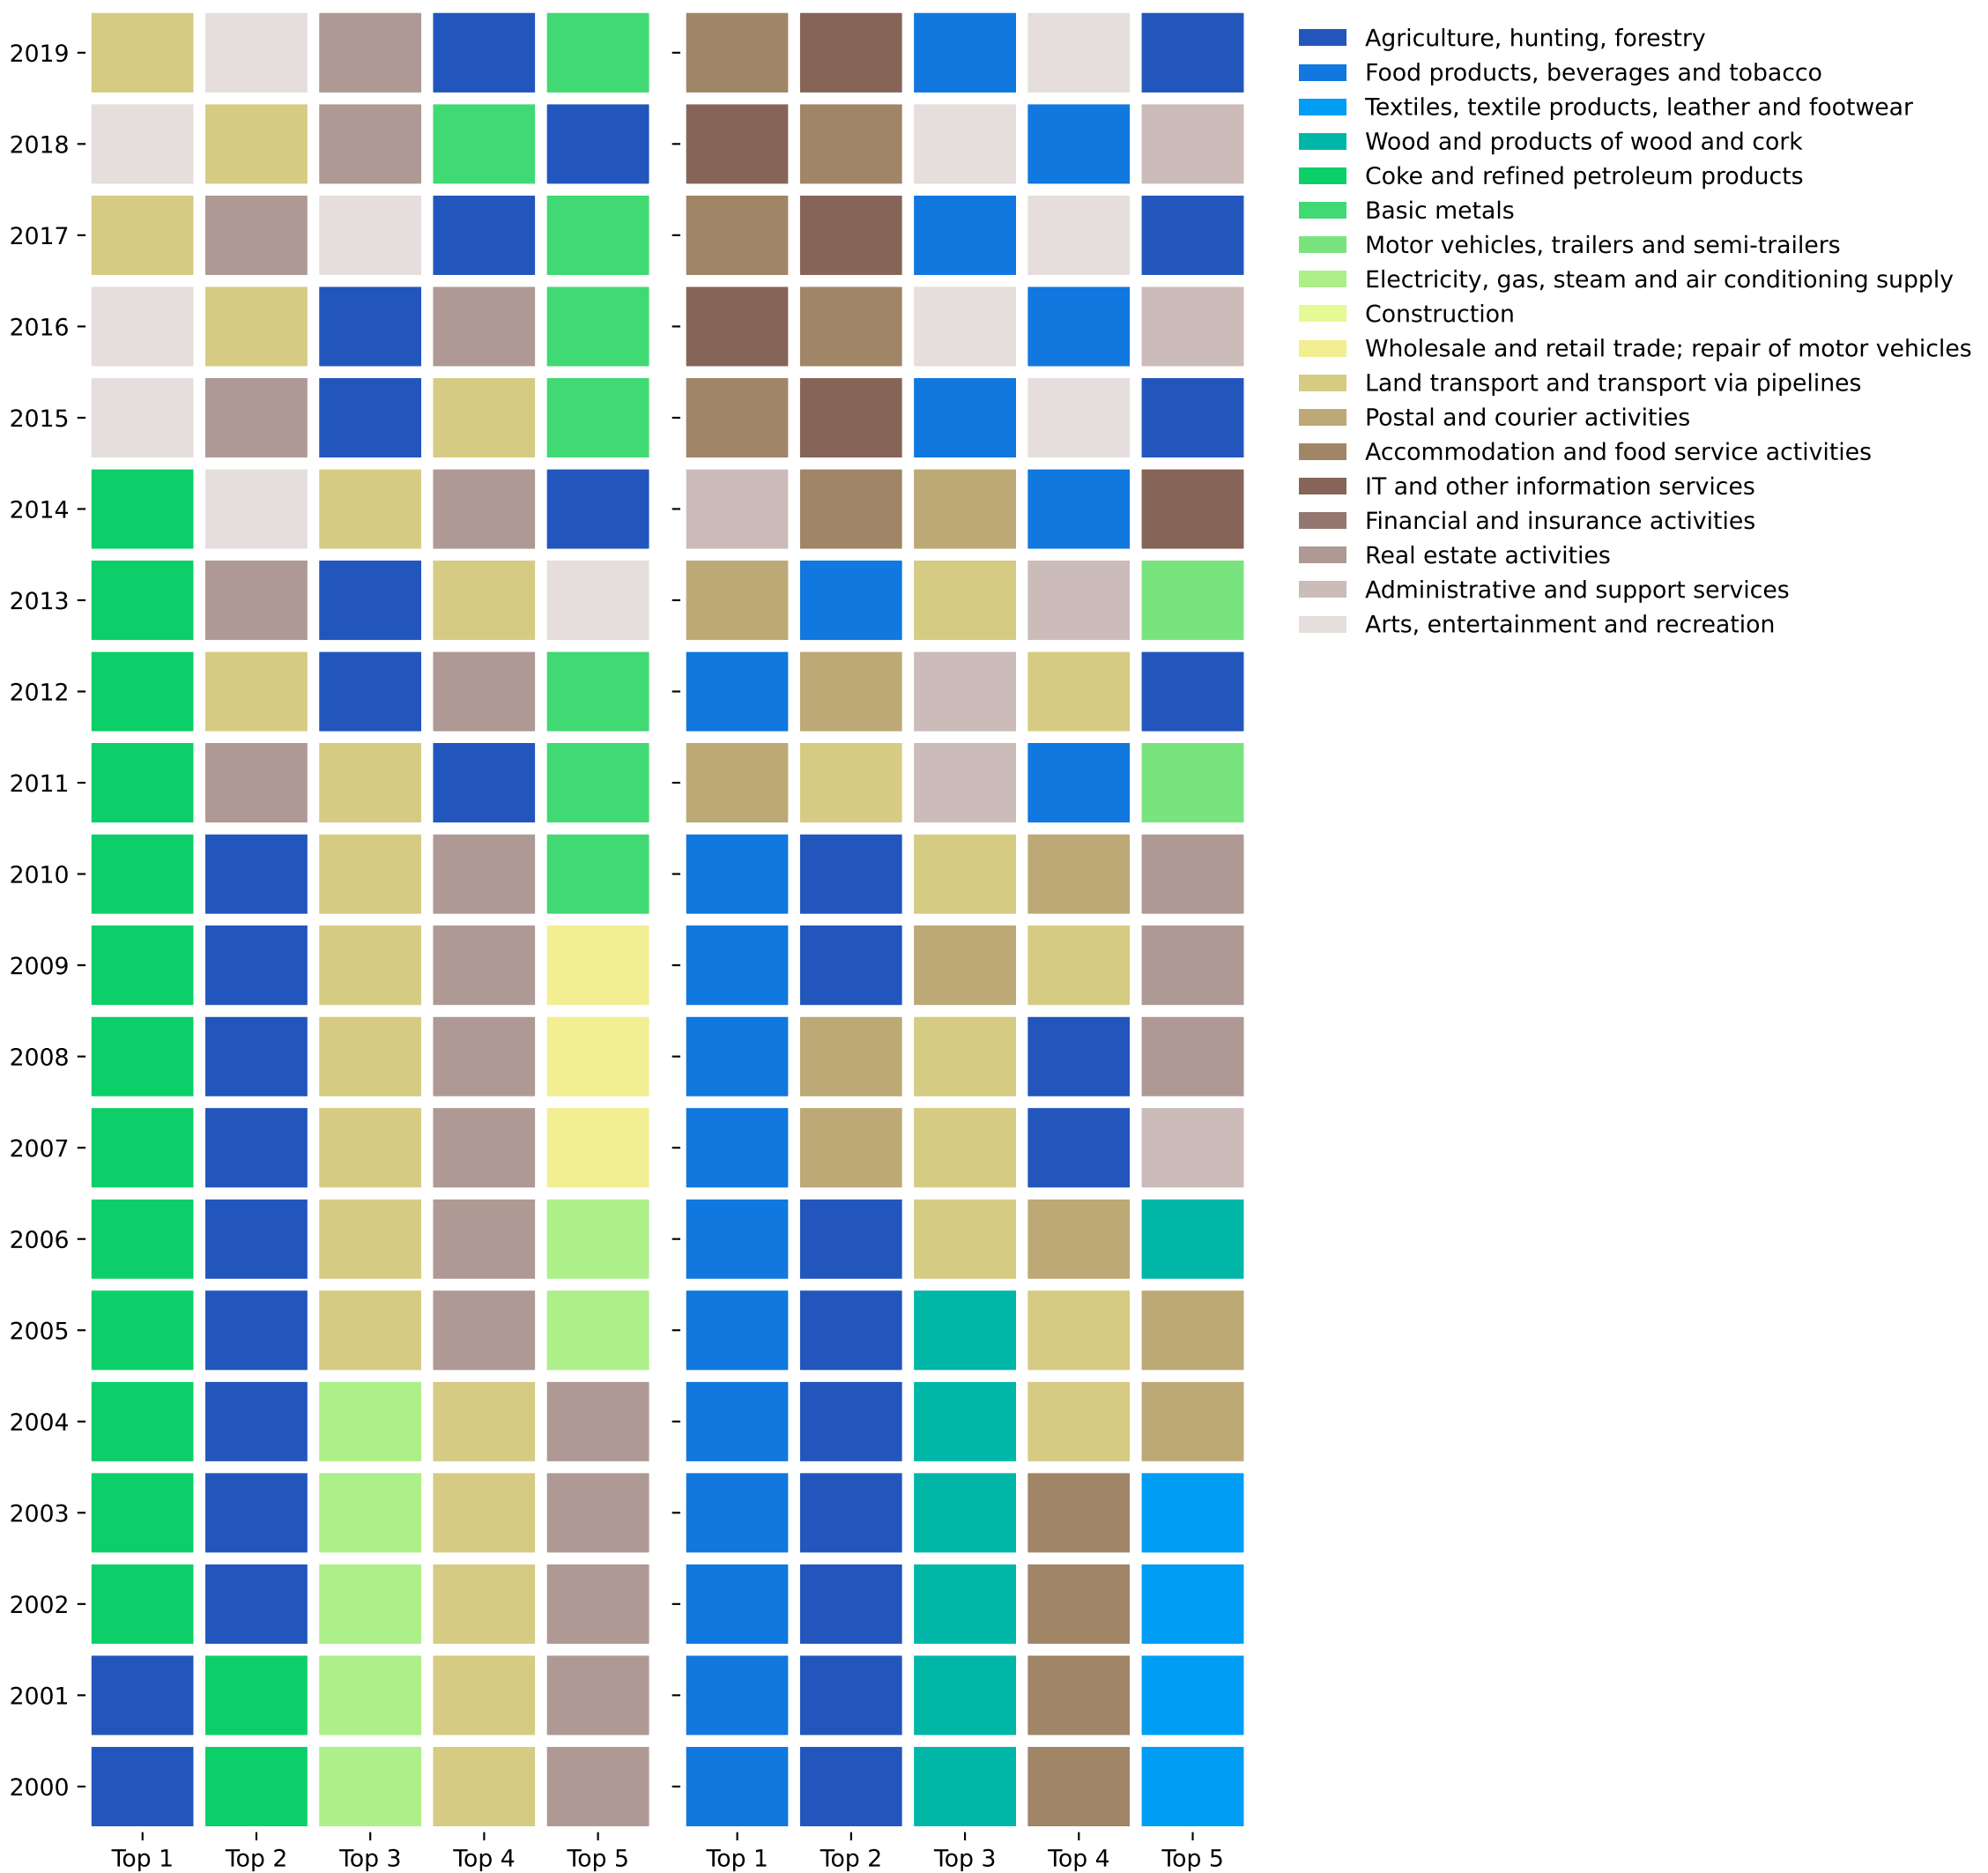 2019
2018
2017
2016
2015
2014
2013
2012
2011
2010
2009
2008
2007
2006
2005
2004
2003
2002
2001
2000
Top 1 Top 2 Top 3 Top 4 Top 5 Top 1 Top 2 Top 3 Top 4 Top 5
Agriculture, hunting, forestry
Food products, beverages and tobacco
Textiles, textile products, leather and footwear
Wood and products of wood and cork
Coke and refined petroleum products
Basic metals
Motor vehicles, trailers and semi-trailers
Electricity, gas, steam and air conditioning supply
Construction
Wholesale and retail trade; repair of motor vehicles
Land transport and transport via pipelines
Postal and courier activities
Accommodation and food service activities
IT and other information services
Financial and insurance activities
Real estate activities
Administrative and support services
Arts, entertainment and recreation